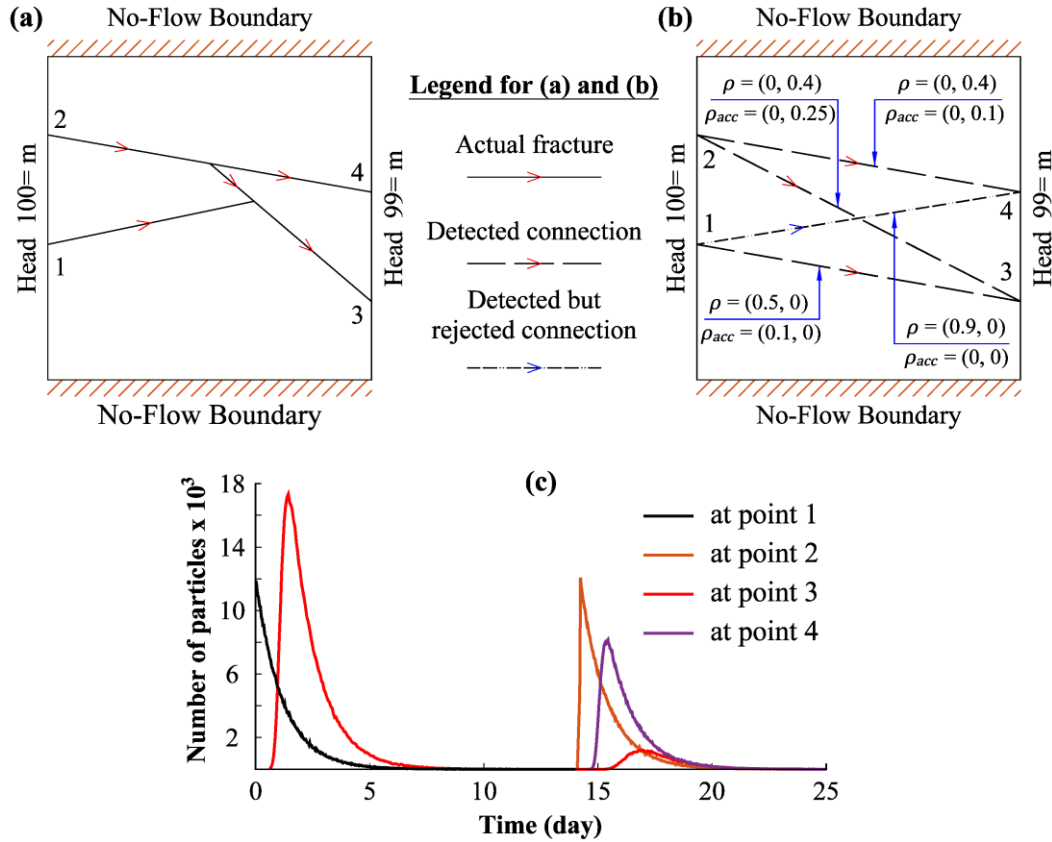 (a)
No-Flow Boundary
Head 100= m
2
1
4
3
Head 99= m
No-Flow Boundary
Legend for (a) and (b)
Actual fracture
Detected connection
Detected but
rejected connection
(b)
No-Flow Boundary
Head 100= m
ρ = (0, 0.4)
ρacc = (0, 0.25)
ρ = (0, 0.4)
ρacc = (0, 0.1)
2
1
4
3
ρ = (0.5, 0)
ρacc = (0.1, 0)
ρ = (0.9, 0)
ρacc = (0, 0)
Head 99= m
No-Flow Boundary
(c)
Number of particles x 10³
18
14
10
6
2
0
5
10
15
20
25
Time (day)
at point 1
at point 2
at point 3
at point 4